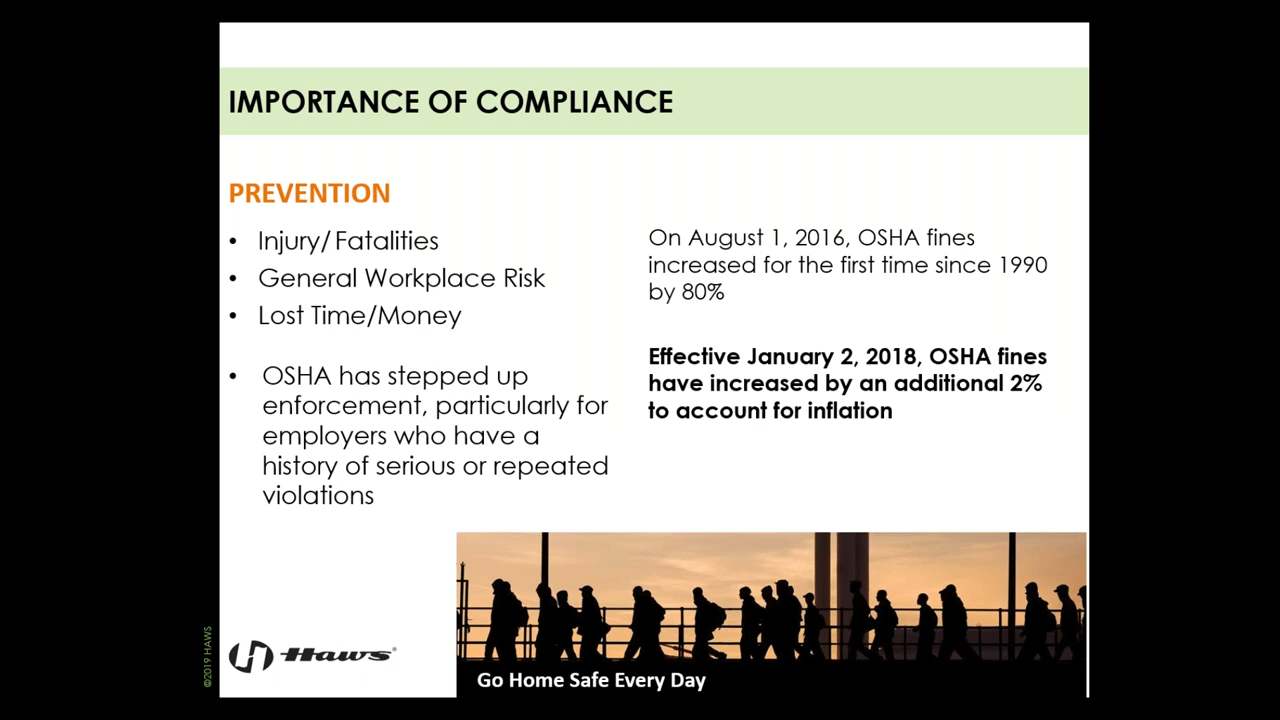 IMPORTANCE OF COMPLIANCE
PREVENTION
• Injury/Fatalities
• General Workplace Risk
• Lost Time/Money
• OSHA has stepped up
enforcement, particularly for
employers who have a
history of serious or repeated
violations
On August 1, 2016, OSHA fines
increased for the first time since 1990
by 80%
Effective January 2, 2018, OSHA fines
have increased by an additional 2%
to account for inflation
©2019 HAWS
Haws®
Go Home Safe Every Day